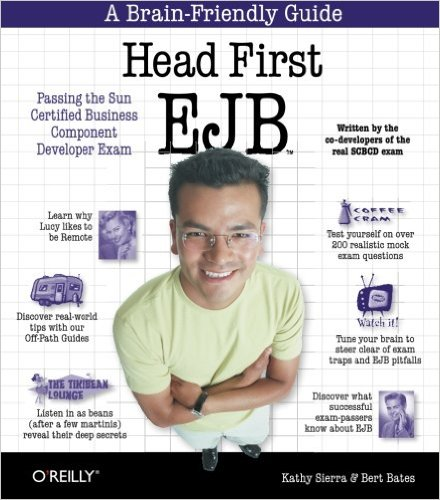 A Brain-Friendly Guide
Head First
EJB™
Passing the Sun
Certified Business
Component
Developer Exam
Written by the
co-developers of the
real SCBCD exam
Learn why
Lucy likes to
be Remote
COFFEE
CRAM
Test yourself on over
200 realistic mock
exam questions
Discover real-world
tips with our
Off-Path Guides
Watch it!
Tune your brain to
steer clear of exam
traps and EJB pitfalls
THE TIKIBEAN
LOUNGE
Listen in as beans
(after a few martinis)
reveal their deep secrets
Discover what
successful
exam-passers
know about EJB
O'REILLY®
Kathy Sierra & Bert Bates